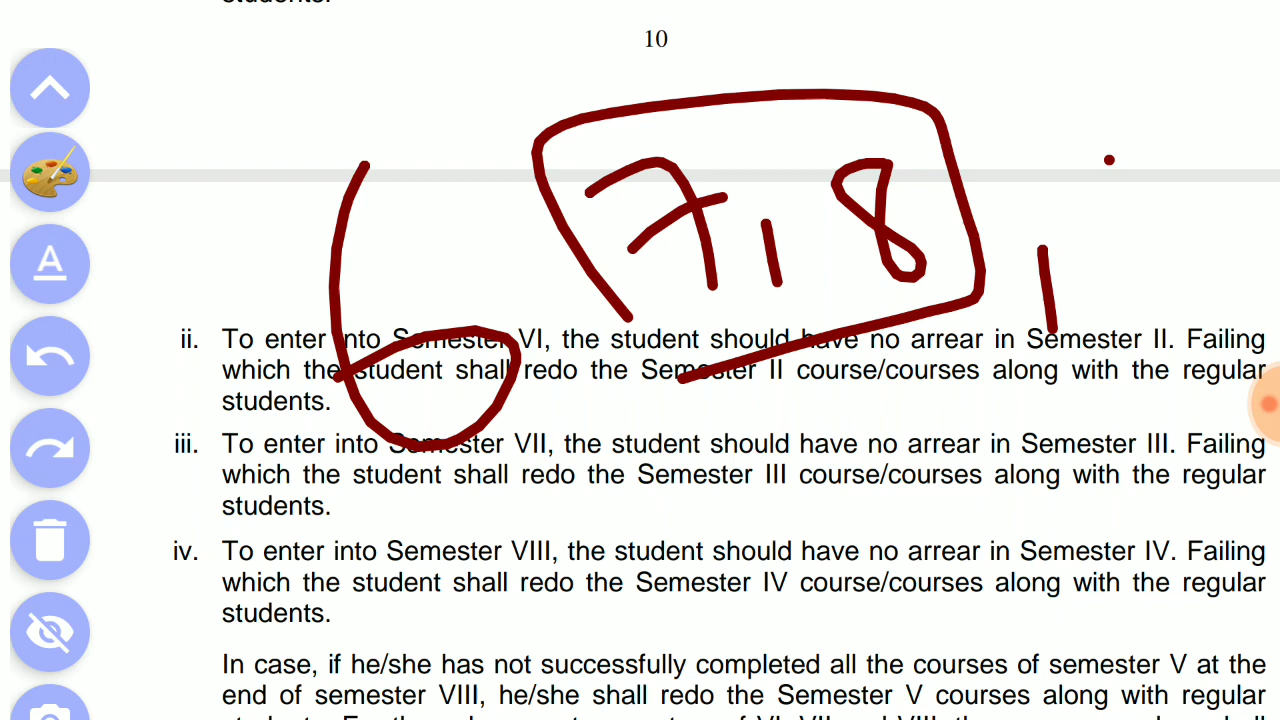 students.
10
6 7, 8
ii. To enter into Semester VI, the student should have no arrear in Semester II. Failing
which the student shall redo the Semester II course/courses along with the regular
students.
iii. To enter into Semester VII, the student should have no arrear in Semester III. Failing
which the student shall redo the Semester III course/courses along with the regular
students.
iv. To enter into Semester VIII, the student should have no arrear in Semester IV. Failing
which the student shall redo the Semester IV course/courses along with the regular
students.
In case, if he/she has not successfully completed all the courses of semester V at the
end of semester VIII, he/she shall redo the Semester V courses along with regular